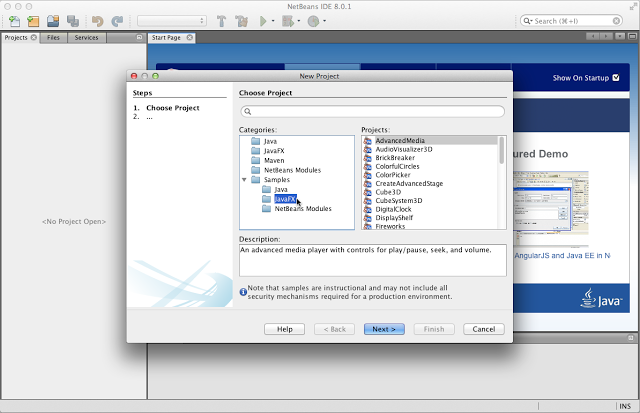 NetBeans IDE 8.0.1
Search (⌘+I)
Projects
Files
Services
Start Page
Show On Startup
New Project
Steps
1. Choose Project
2. ...
Choose Project
Categories:
Java
JavaFX
Maven
NetBeans Modules
Samples
Java
JavaFX
NetBeans Modules
Projects:
AdvancedMedia
AudioVisualizer3D
BrickBreaker
ColorfulCircles
ColorPicker
CreateAdvancedStage
Cube3D
CubeSystem3D
DigitalClock
DisplayShelf
Fireworks
Description:
An advanced media player with controls for play/pause, seek, and volume.
Note that samples are instructional and may not include all
security mechanisms required for a production environment.
Help
< Back
Next >
Finish
Cancel
<No Project Open>
ured Demo
AngularJS and Java EE in N
Java
INS